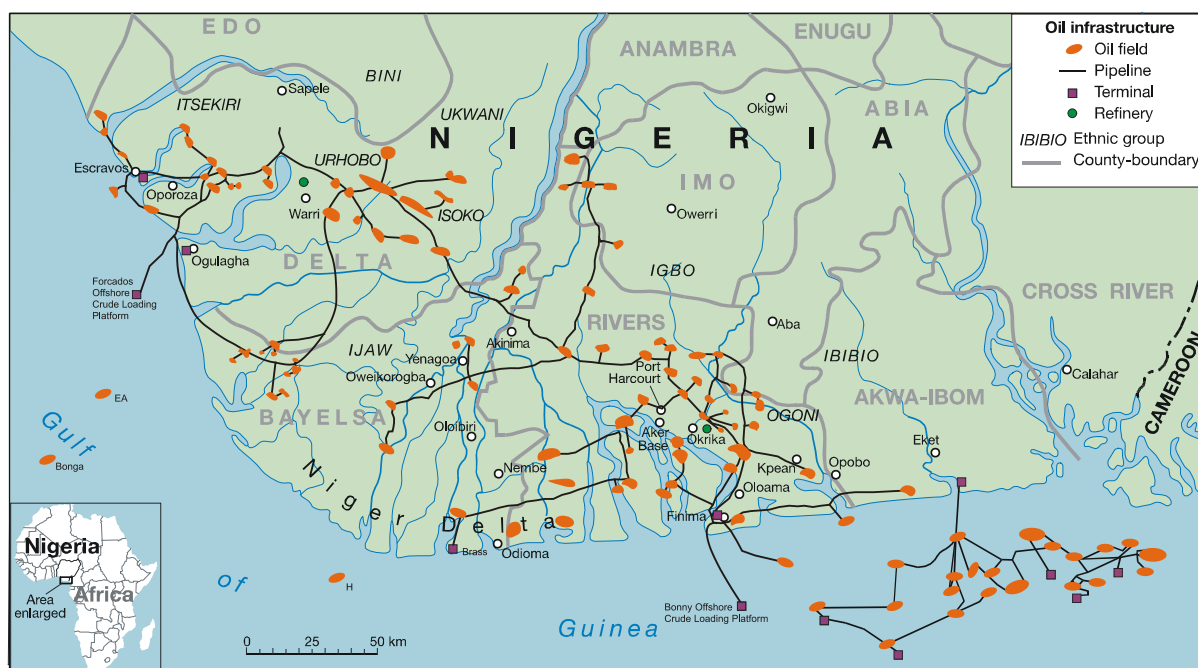 EDO
ANAMBRA
ENUGU
BINI
Sapele
ITSEKIRI
UKWANI
Okigwi
ABIA
NIGERIA
URHOBO
Escravos
Oporoza
Warri
ISOKO
IMO
Owerri
Ogulagha
DELTA
IGBO
Forcados
Offshore
Crude Loading
Platform
CROSS RIVER
RIVERS
Aba
Akinima
IJAW
Yenagoa
Oweikorogba
IBIBIO
Port
Harcourt
Calahar
CAMEROON
EA
BAYELSA
OGONI
AKWA-IBOM
Oloibiri
Aker
Base
Okrika
Eket
Bonga
Nembe
Kpean
Opobo
Oloama
Finima
Niger Delta
Brass
Odioma
H
Bonny Offshore
Crude Loading Platform
Gulf
of
Guinea
Oil infrastructure
Oil field
Pipeline
Terminal
Refinery
IBIBIO Ethnic group
County-boundary
Nigeria
Africa
Area
enlarged
0 25 50 km